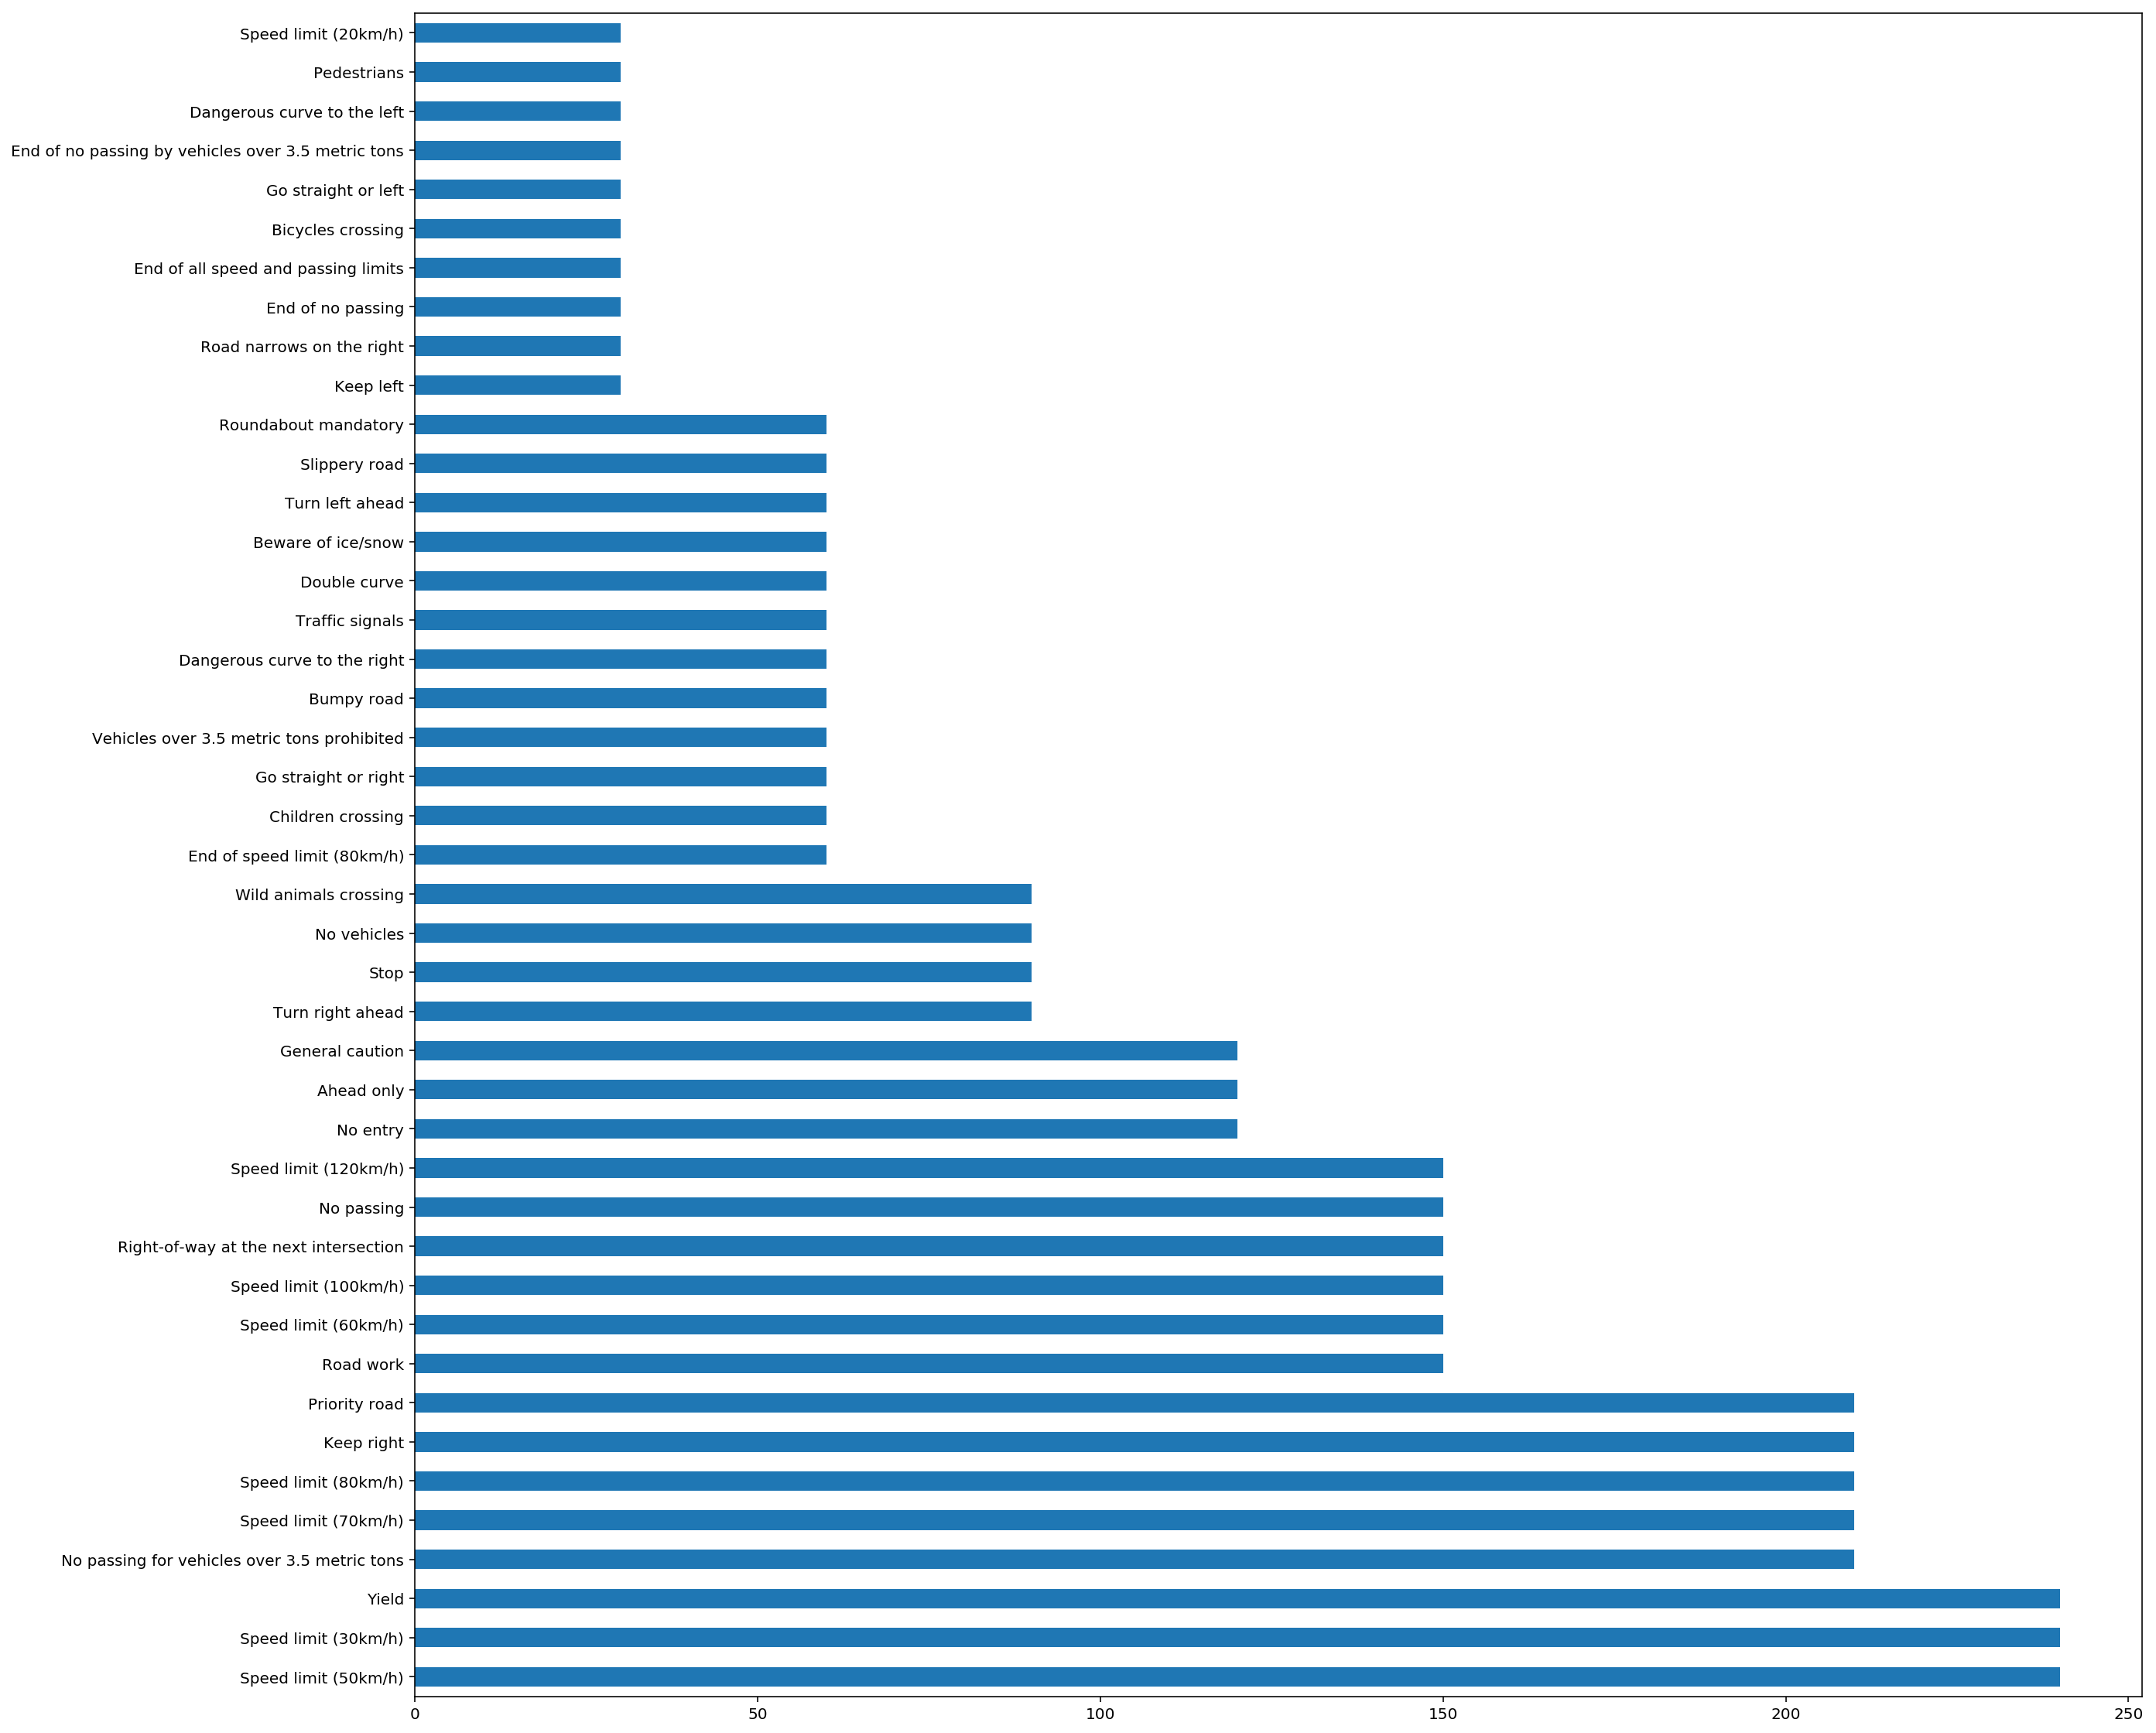 Speed limit (20km/h)
Pedestrians
Dangerous curve to the left
End of no passing by vehicles over 3.5 metric tons
Go straight or left
Bicycles crossing
End of all speed and passing limits
End of no passing
Road narrows on the right
Keep left
Roundabout mandatory
Slippery road
Turn left ahead
Beware of ice/snow
Double curve
Traffic signals
Dangerous curve to the right
Bumpy road
Vehicles over 3.5 metric tons prohibited
Go straight or right
Children crossing
End of speed limit (80km/h)
Wild animals crossing
No vehicles
Stop
Turn right ahead
General caution
Ahead only
No entry
Speed limit (120km/h)
No passing
Right-of-way at the next intersection
Speed limit (100km/h)
Speed limit (60km/h)
Road work
Priority road
Keep right
Speed limit (80km/h)
Speed limit (70km/h)
No passing for vehicles over 3.5 metric tons
Yield
Speed limit (30km/h)
Speed limit (50km/h)
0 50 100 150 200 250